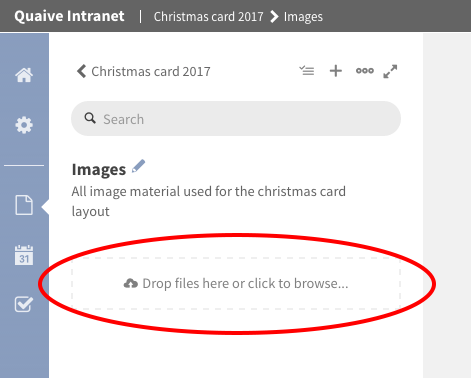 Quaive Intranet | Christmas card 2017 > Images
Christmas card 2017
Search
Images
All image material used for the christmas card
layout
31
Drop files here or click to browse...